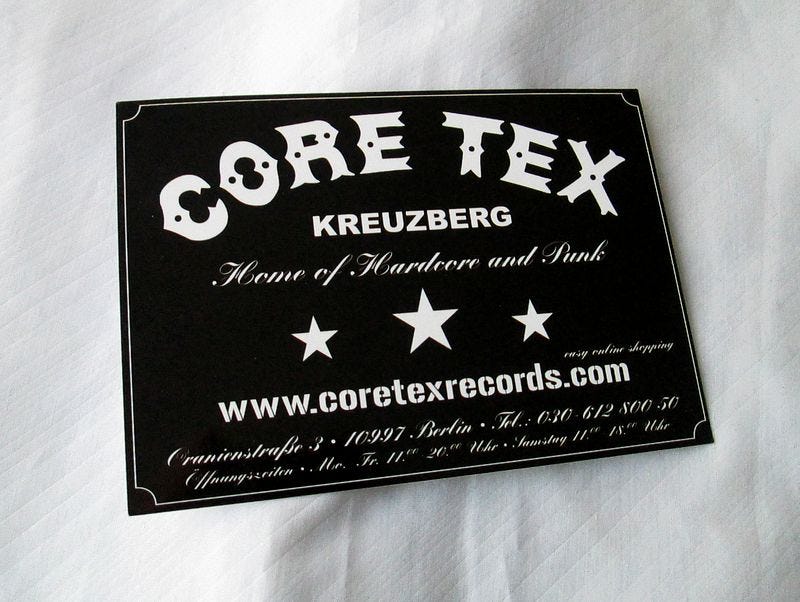 CORE TEX
KREUZBERG
Home of Hardcore and Punk
easy online shopping
www.coretexrecords.com
Oranienstraße 3 • 10997 Berlin • Tel.: 030-612 800 50
Öffnungszeiten • Mo. Fr. 11.00 20.00 Uhr • Samstag 11.00 18.00 Uhr